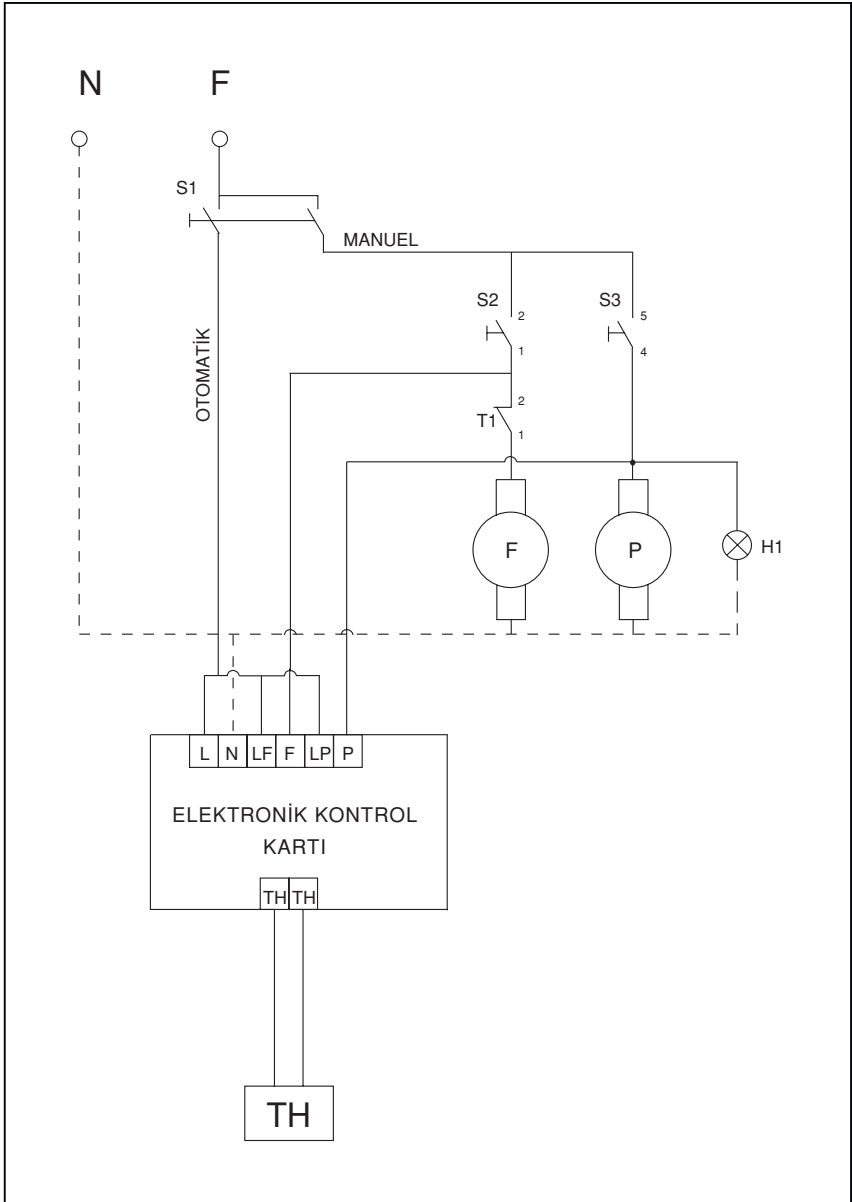 N F
S1
MANUEL
S2 2
S3 5
1
4
OTOMATİK
T1 2
1
F
P
H1
L N LF F LP P
ELEKTRONİK KONTROL
KARTI
TH TH
TH